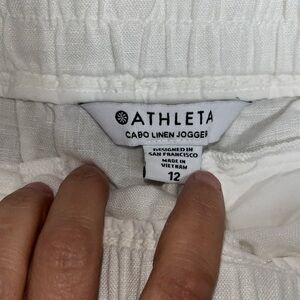 ATHLETA
CABO LINEN JOGGER
DESIGNED IN
SAN FRANCISCO
MADE IN
VIETNAM
12